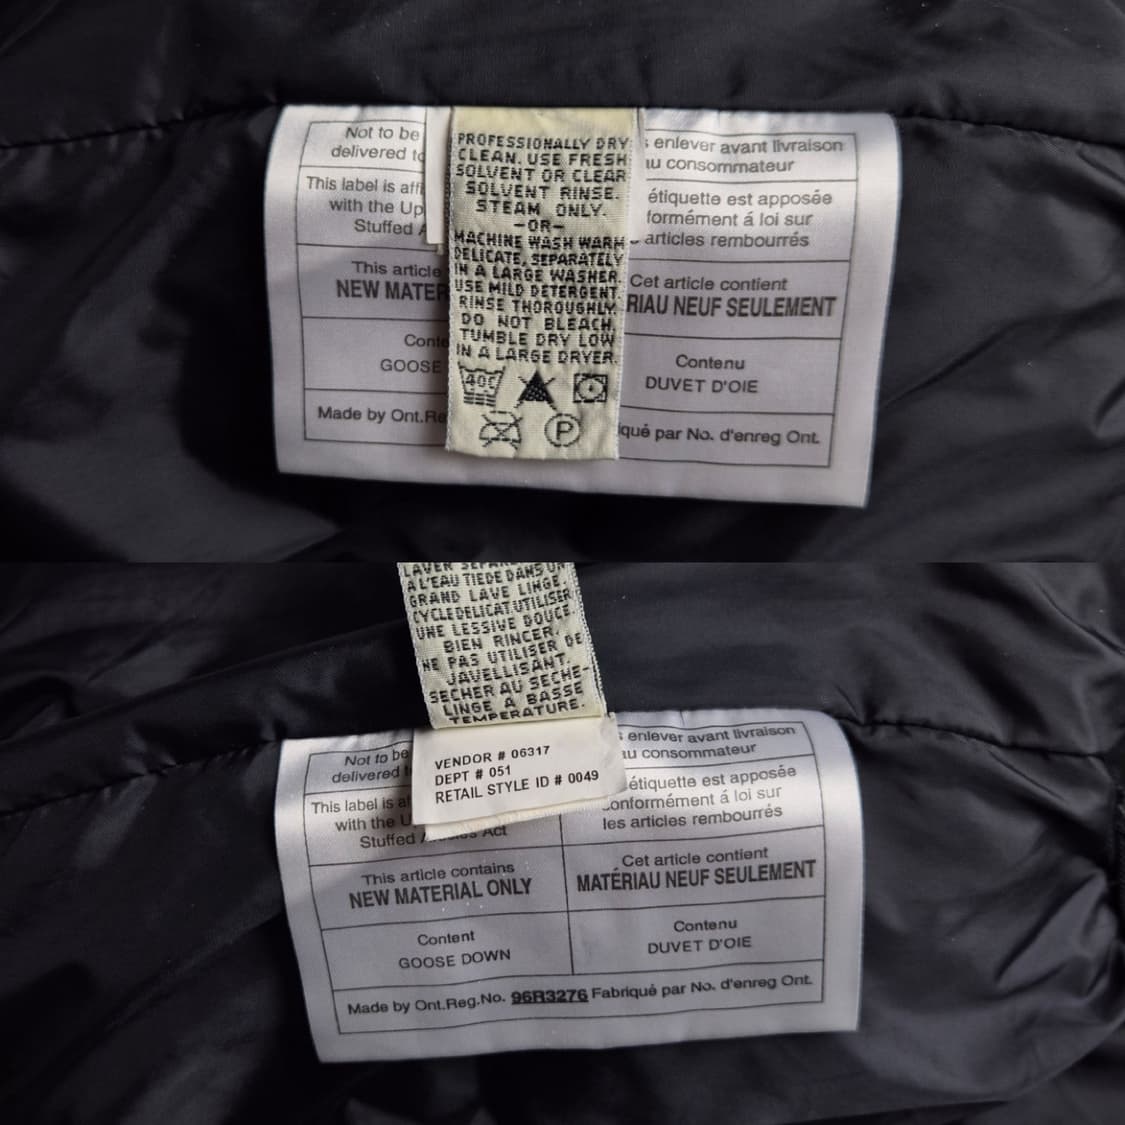 Not to be
delivered to
This label is affi
with the Up
Stuffed A
This article
NEW MATER
Conte
GOOSE
Made by Ont.Re
PROFESSIONALLY DRY
CLEAN. USE FRESH
SOLVENT OR CLEAR
SOLVENT RINSE.
STEAM ONLY.
-OR-
MACHINE WASH WARM
DELICATE, SEPARATELY
IN A LARGE WASHER.
USE MILD DETERGENT.
RINSE THOROUGHLY.
DO NOT BLEACH.
TUMBLE DRY LOW
IN A LARGE DRYER.
40C
P
enlever avant livraison
au consommateur
étiquette est apposée
formément á loi sur
articles rembourrés
Cet article contient
RIAU NEUF SEULEMENT
Contenu
DUVET D'OIE
iqué par No. d'enreg Ont.
LAVER
A L'EAU TIEDE DANS UN
GRAND LAVE LINGE.
CYCLE DELICAT. UTILISER
UNE LESSIVE DOUCE.
BIEN RINCER.
NE PAS UTILISER DE
JAVELLISANT.
SECHER AU SECHE-
LINGE A BASSE
TEMPERATURE.
VENDOR # 06317
DEPT # 051
RETAIL STYLE ID # 0049
Not to be
delivered
This label is
with the
Stuffed Act
This article contains
NEW MATERIAL ONLY
Content
GOOSE DOWN
enlever avant livraison
au consommateur
étiquette est apposée
conformément á loi sur
les articles rembourrés
Cet article contient
MATÉRIAU NEUF SEULEMENT
Contenu
DUVET D'OIE
Made by Ont.Reg.No. 96R3276 Fabriqué par No. d'enreg Ont.